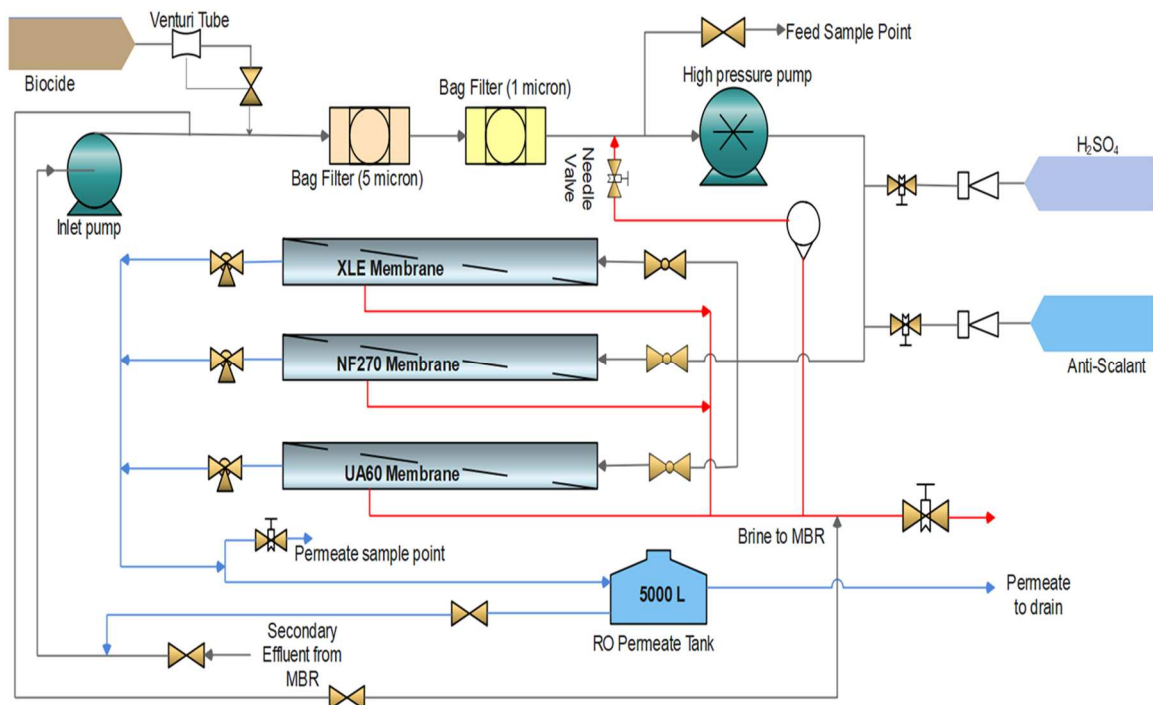 Venturi Tube
Biocide
Feed Sample Point
High pressure pump
Bag Filter (1 micron)
Bag Filter (5 micron)
Needle
Valve
H₂SO₄
Inlet pump
XLE Membrane
NF270 Membrane
Anti-Scalant
UA60 Membrane
Brine to MBR
Permeate sample point
5000 L
RO Permeate Tank
Permeate
to drain
Secondary
Effluent from
MBR